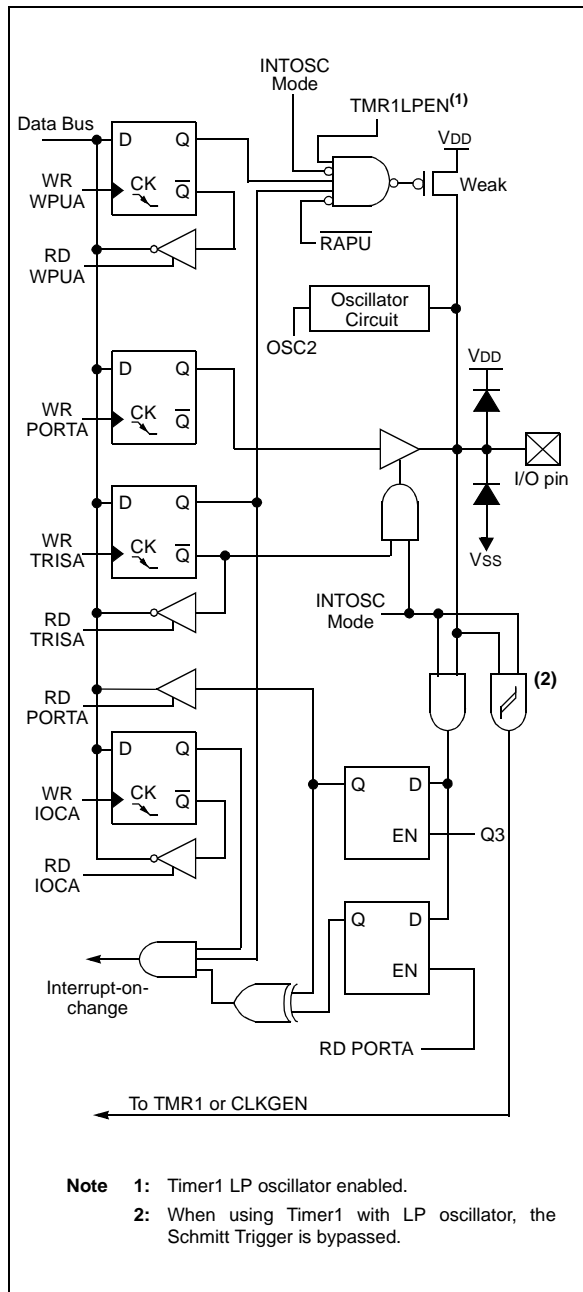 INTOSC
Mode
TMR1LPEN(1)
Data Bus
D Q
VDD
WR
WPUA
CK Q
Weak
RD
WPUA
RAPU
Oscillator
Circuit
OSC2
VDD
D Q
WR
PORTA
CK Q
I/O pin
D Q
WR
TRISA
CK Q
VSS
INTOSC
Mode
RD
TRISA
(2)
RD
PORTA
D Q
Q D
WR
IOCA
CK Q
EN
Q3
RD
IOCA
Q D
EN
Interrupt-on-
change
RD PORTA
To TMR1 or CLKGEN
Note 1: Timer1 LP oscillator enabled.
2: When using Timer1 with LP oscillator, the
Schmitt Trigger is bypassed.